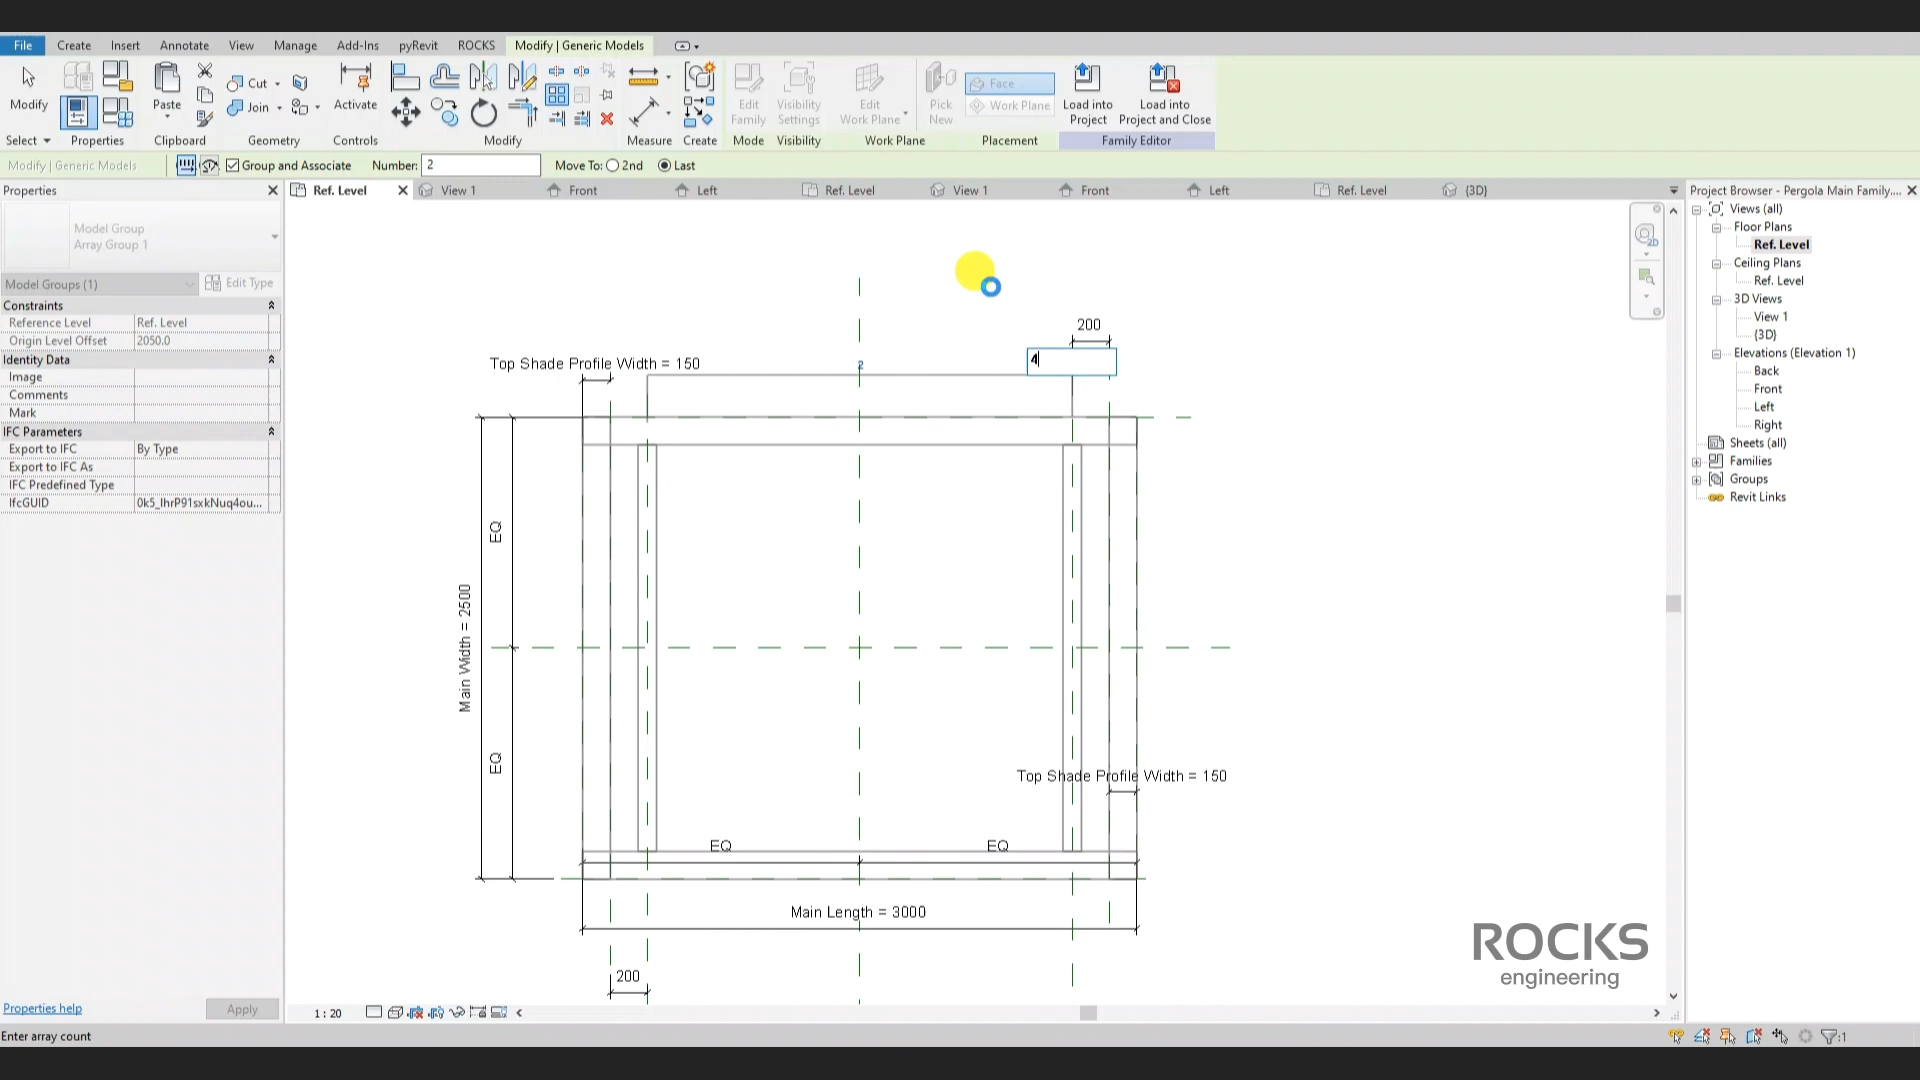 File Create Insert Annotate View Manage Add-Ins pyRevit ROCKS Modify | Generic Models
Modify Paste Cut Join Activate Edit Family Visibility Settings Edit Work Plane Pick New Face Work Plane Load into Project Load into Project and Close
Select Properties Clipboard Geometry Controls Modify Measure Create Mode Visibility Work Plane Placement Family Editor
Modify | Generic Models Group and Associate Number: 2 Move To: 2nd Last
Properties
Ref. Level View 1 Front Left Ref. Level View 1 Front Left Ref. Level {3D}
Project Browser - Pergola Main Family....
Model Group
Array Group 1
Model Groups (1) Edit Type
Constraints
Reference Level Ref. Level
Origin Level Offset 2050.0
Identity Data
Image
Comments
Mark
IFC Parameters
Export to IFC By Type
Export to IFC As
IFC Predefined Type
IfcGUID 0k5_IhrP91sxkNuq4ou...
Properties help Apply
200
4
Top Shade Profile Width = 150
2
EQ
Main Width = 2500
EQ
Top Shade Profile Width = 150
EQ EQ
Main Length = 3000
200
ROCKS
engineering
2D
Views (all)
Floor Plans
Ref. Level
Ceiling Plans
Ref. Level
3D Views
View 1
{3D}
Elevations (Elevation 1)
Back
Front
Left
Right
Sheets (all)
Families
Groups
Revit Links
1 : 20
Enter array count
:1